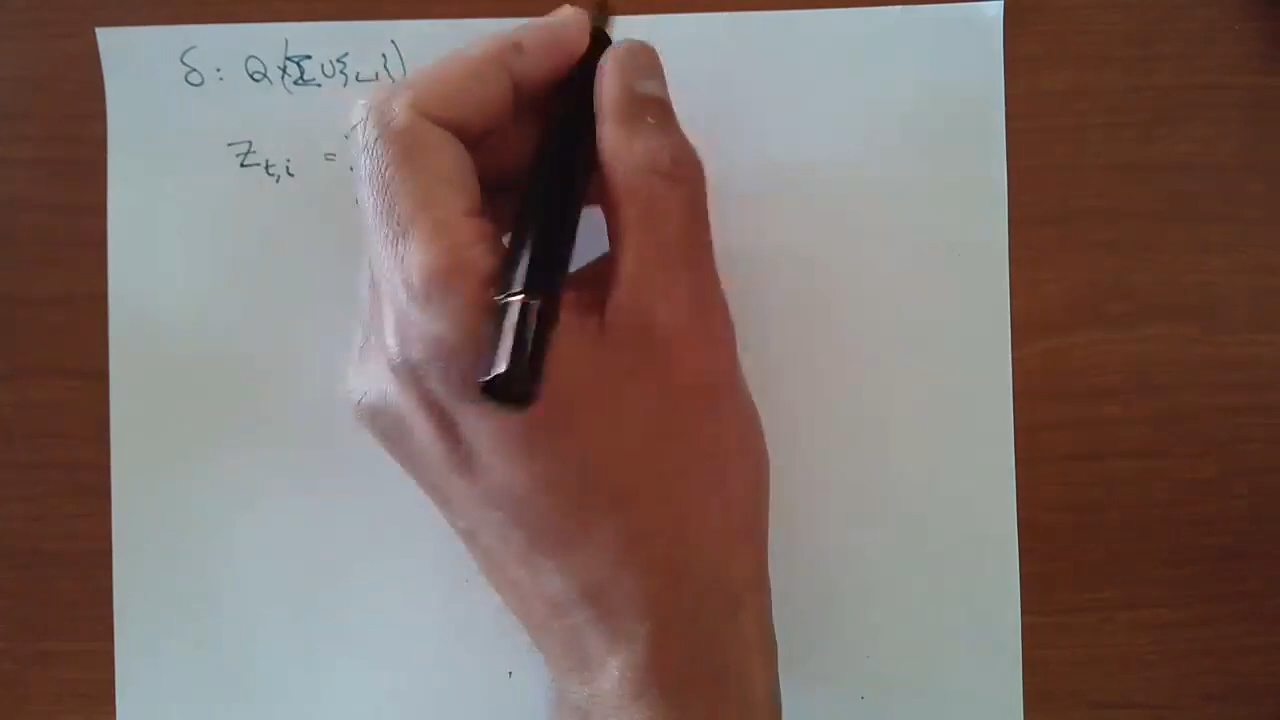 δ: Q×(Σ∪{⊔})
Z_{t,i} =